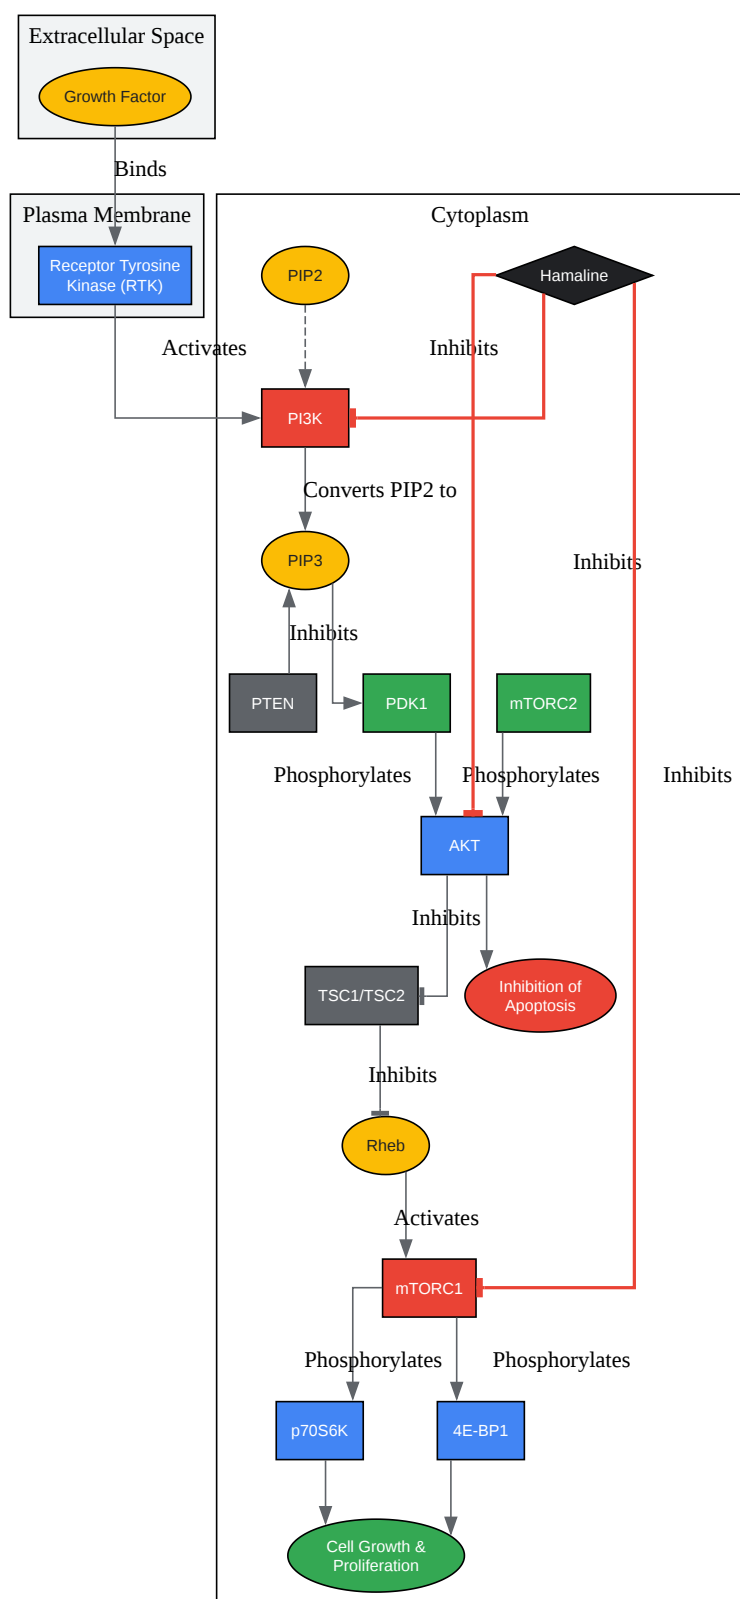 Extracellular Space
Growth Factor
Binds
Plasma Membrane
Cytoplasm
Receptor Tyrosine
Kinase (RTK)
PIP2
Hamaline
Activates
Inhibits
PI3K
Converts PIP2 to
PIP3
Inhibits
Inhibits
PTEN
PDK1
mTORC2
Phosphorylates
Phosphorylates
Inhibits
AKT
Inhibits
TSC1/TSC2
Inhibition of
Apoptosis
Inhibits
Rheb
Activates
mTORC1
Phosphorylates
Phosphorylates
p70S6K
4E-BP1
Cell Growth &
Proliferation